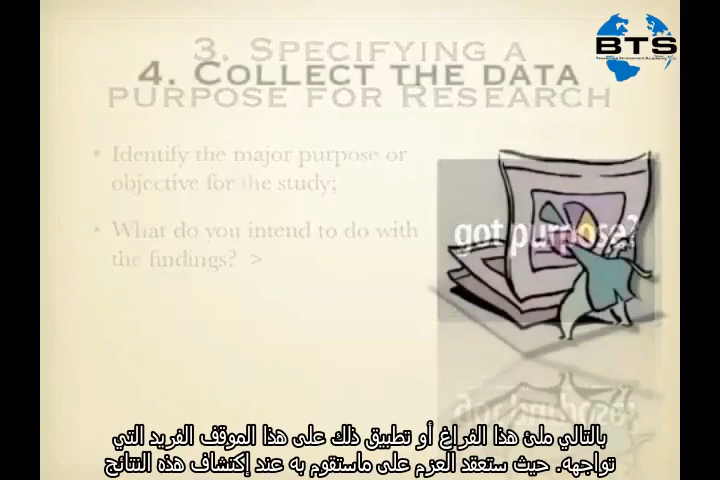 BTS
3. Specifying a
4. Collect the data
purpose for Research
• Identify the major purpose or
objective for the study;
• What do you intend to do with
the findings? >
got purpose?
بالتالي ملئ هذا الفراغ أو تطبيق ذلك على هذا الموقف الفريد التي
تواجهه. حيث ستعقد العزم على ماستقوم به عند إكتشاف هذه النتائج